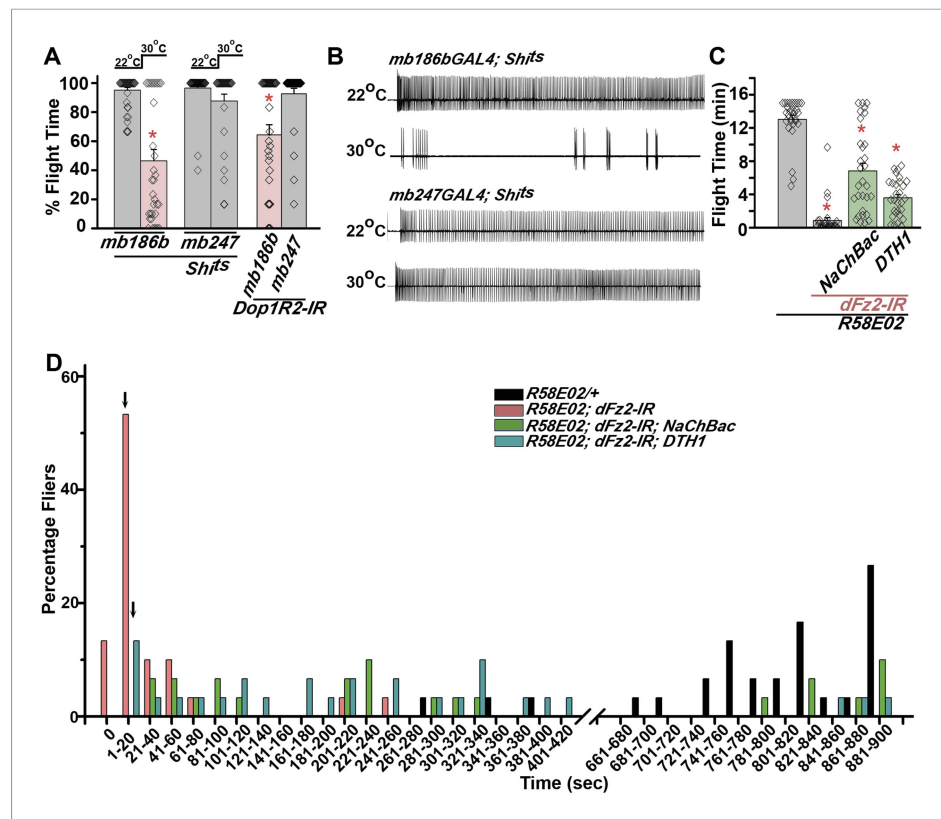 A
22°C 30°C 22°C 30°C
% Flight Time
100
80
60
40
20
0
*
*
mb186b mb247 mb186b mb247
Shits
Dop1R2-IR
B
mb186bGAL4; Shits
22°C
30°C
mb247GAL4; Shits
22°C
30°C
C
Flight Time (min)
16
12
8
4
0
*
*
*
NaChBac
DTH1
dFz2-IR
R58E02
D
Percentage Fliers
60
40
20
0
R58E02/+
R58E02; dFz2-IR
R58E02; dFz2-IR; NaChBac
R58E02; dFz2-IR; DTH1
0
1-20
21-40
41-60
61-80
81-100
101-120
121-140
141-160
161-180
181-200
201-220
221-240
241-260
261-280
281-300
301-320
321-340
341-360
361-380
381-400
401-420
661-680
681-700
701-720
721-740
741-760
761-780
781-800
801-820
821-840
841-860
861-880
881-900
Time (sec)